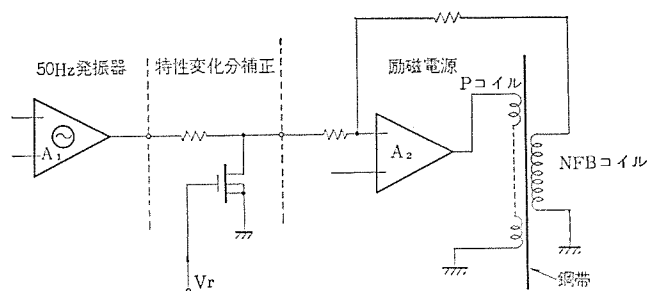 50Hz発振器
特性変化分補正
励磁電源
Pコイル
A₁
A₂
NFBコイル
Vr
鋼帯